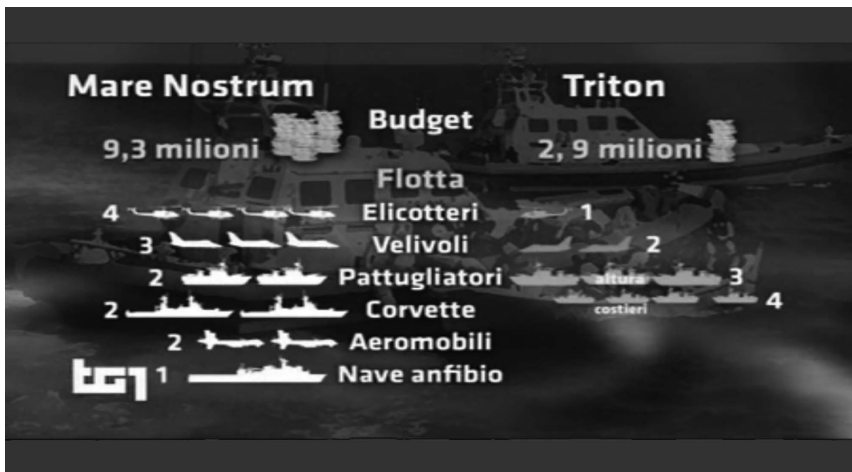 Mare Nostrum Triton
Budget
9,3 milioni 2, 9 milioni
Flotta
4 Elicotteri 1
3 Velivoli 2
2 Pattugliatori altura 3
2 Corvette costieri 4
2 Aeromobili
tg1 1 Nave anfibio